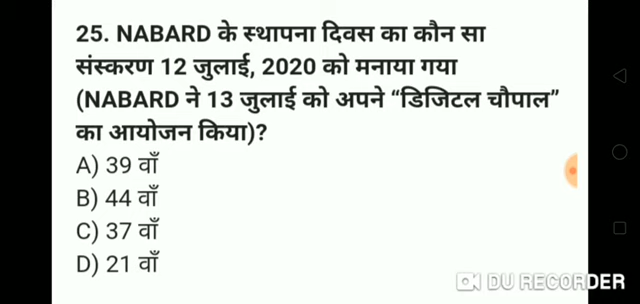 25. NABARD के स्थापना दिवस का कौन सा
संस्करण 12 जुलाई, 2020 को मनाया गया
(NABARD ने 13 जुलाई को अपने “डिजिटल चौपाल”
का आयोजन किया)?
A) 39 वाँ
B) 44 वाँ
C) 37 वाँ
D) 21 वाँ
DU RECORDER